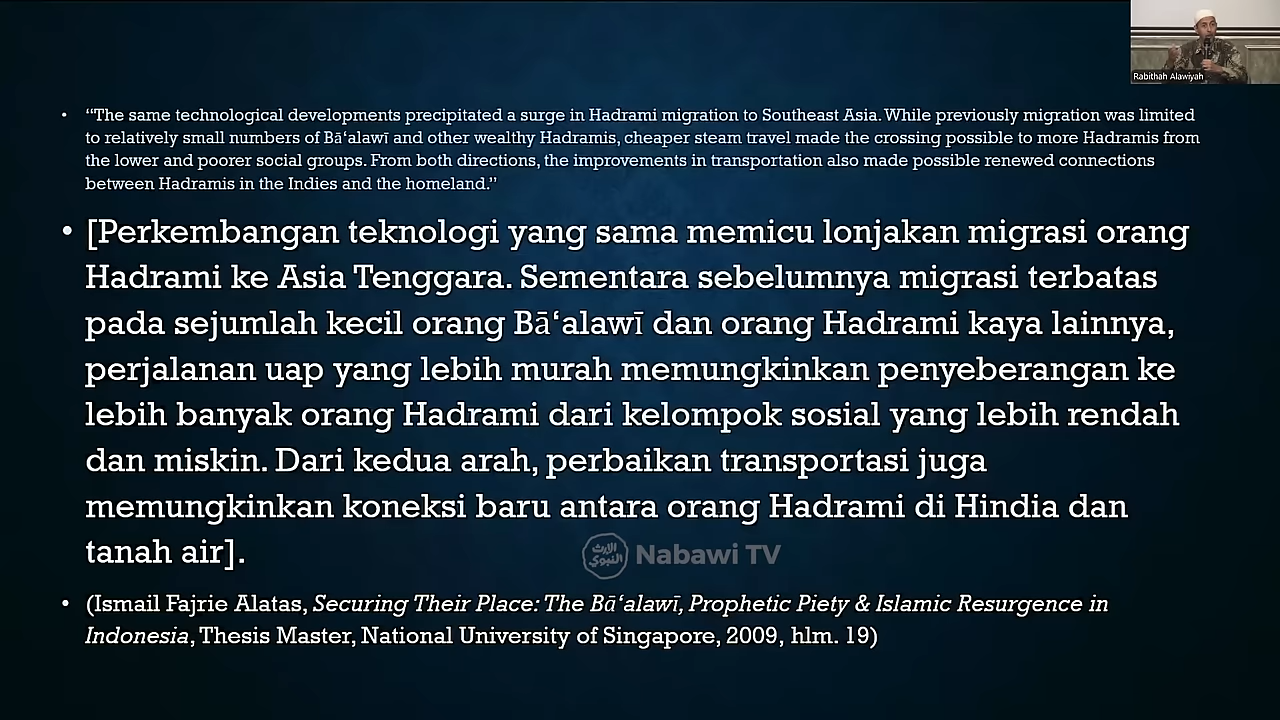 Rabithah Alawiyah
• “The same technological developments precipitated a surge in Hadrami migration to Southeast Asia. While previously migration was limited
to relatively small numbers of Bā‘alawī and other wealthy Hadramis, cheaper steam travel made the crossing possible to more Hadramis from
the lower and poorer social groups. From both directions, the improvements in transportation also made possible renewed connections
between Hadramis in the Indies and the homeland.”
• [Perkembangan teknologi yang sama memicu lonjakan migrasi orang
Hadrami ke Asia Tenggara. Sementara sebelumnya migrasi terbatas
pada sejumlah kecil orang Bā‘alawī dan orang Hadrami kaya lainnya,
perjalanan uap yang lebih murah memungkinkan penyeberangan ke
lebih banyak orang Hadrami dari kelompok sosial yang lebih rendah
dan miskin. Dari kedua arah, perbaikan transportasi juga
memungkinkan koneksi baru antara orang Hadrami di Hindia dan
tanah air].
الإرث
النبوي
Nabawi TV
• (Ismail Fajrie Alatas, Securing Their Place: The Bā‘alawī, Prophetic Piety & Islamic Resurgence in
Indonesia, Thesis Master, National University of Singapore, 2009, hlm. 19)